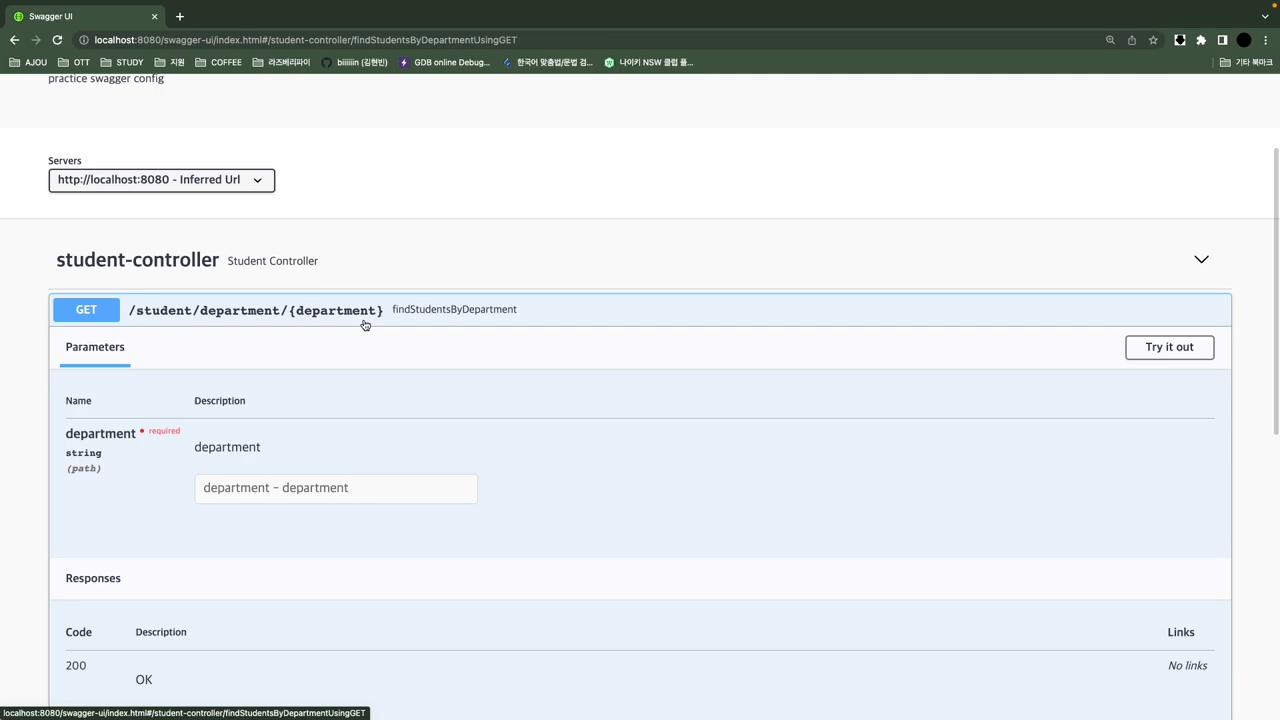 Swagger UI
localhost:8080/swagger-ui/index.html#/student-controller/findStudentsByDepartmentUsingGET
AJOU OTT STUDY 지원 COFFEE 라즈베리파이 biiiiiin (김현빈) GDB online Debug... 한국어 맞춤법/문법 검... 나이키 NSW 클럽 플... 기타 북마크
practice swagger config
Servers
http://localhost:8080 - Inferred Url
student-controller Student Controller
GET /student/department/{department} findStudentsByDepartment
Parameters Try it out
Name Description
department * required
string
(path)
department
department - department
Responses
Code Description Links
200 No links
OK
localhost:8080/swagger-ui/index.html#/student-controller/findStudentsByDepartmentUsingGET